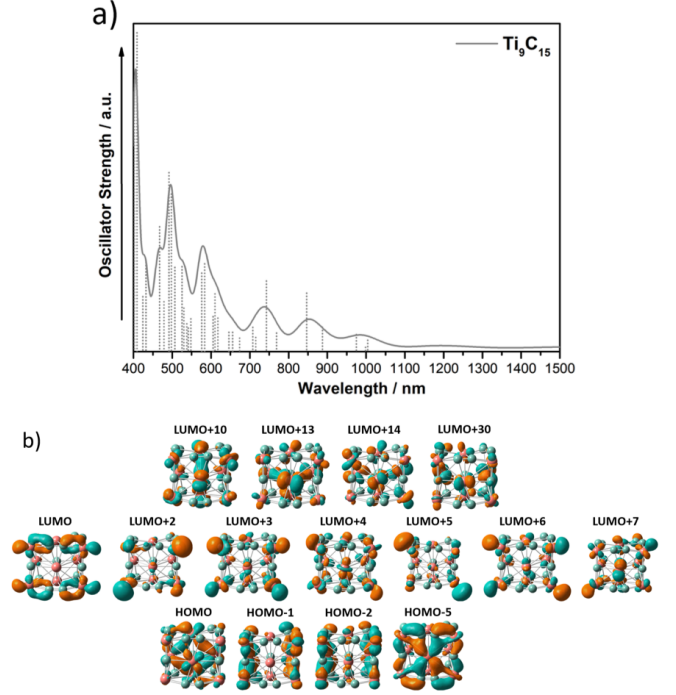 a)
Ti9C15
Oscillator Strength / a.u.
400 500 600 700 800 900 1000 1100 1200 1300 1400 1500
Wavelength / nm
b)
LUMO+10 LUMO+13 LUMO+14 LUMO+30
LUMO LUMO+2 LUMO+3 LUMO+4 LUMO+5 LUMO+6 LUMO+7
HOMO HOMO-1 HOMO-2 HOMO-5